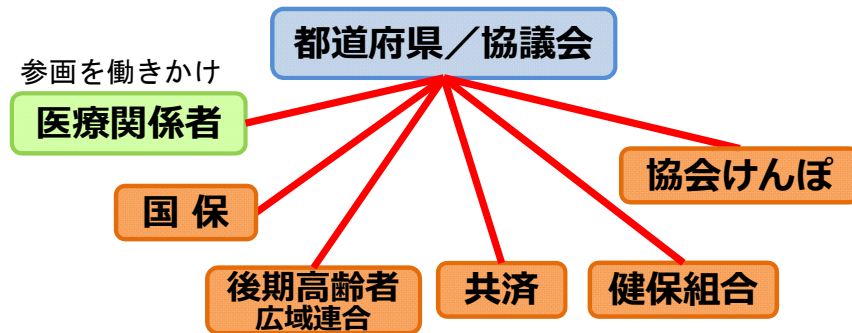 都道府県／協議会
参画を働きかけ
医療関係者
協会けんぽ
国 保
後期高齢者
広域連合
共済
健保組合